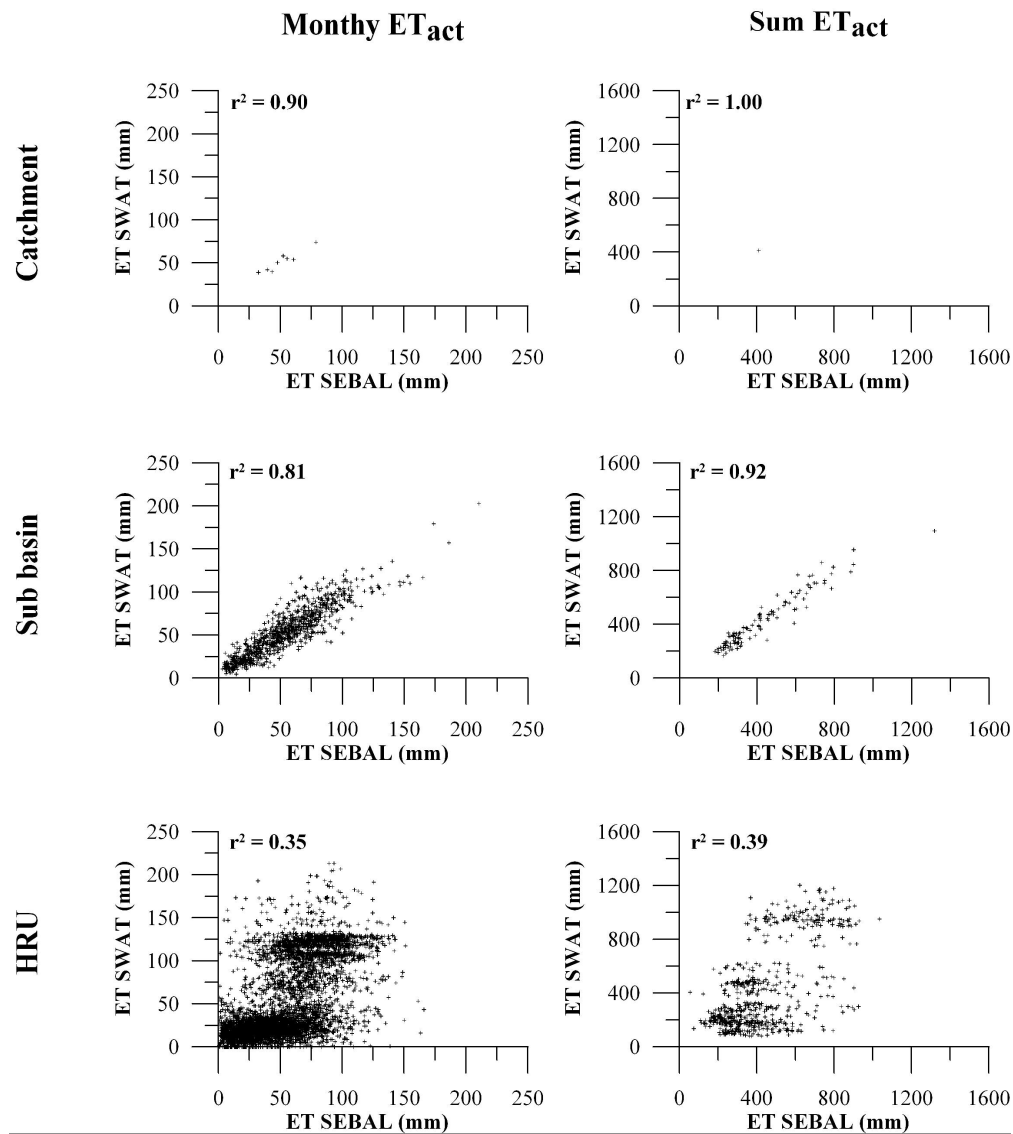 Monthy ETact
Sum ETact
Catchment
r² = 0.90
ET SWAT (mm)
250
200
150
100
50
0
0 50 100 150 200 250
ET SEBAL (mm)
r² = 1.00
ET SWAT (mm)
1600
1200
800
400
0
0 400 800 1200 1600
ET SEBAL (mm)
Sub basin
r² = 0.81
ET SWAT (mm)
250
200
150
100
50
0
0 50 100 150 200 250
ET SEBAL (mm)
r² = 0.92
ET SWAT (mm)
1600
1200
800
400
0
0 400 800 1200 1600
ET SEBAL (mm)
HRU
r² = 0.35
ET SWAT (mm)
250
200
150
100
50
0
0 50 100 150 200 250
ET SEBAL (mm)
r² = 0.39
ET SWAT (mm)
1600
1200
800
400
0
0 400 800 1200 1600
ET SEBAL (mm)